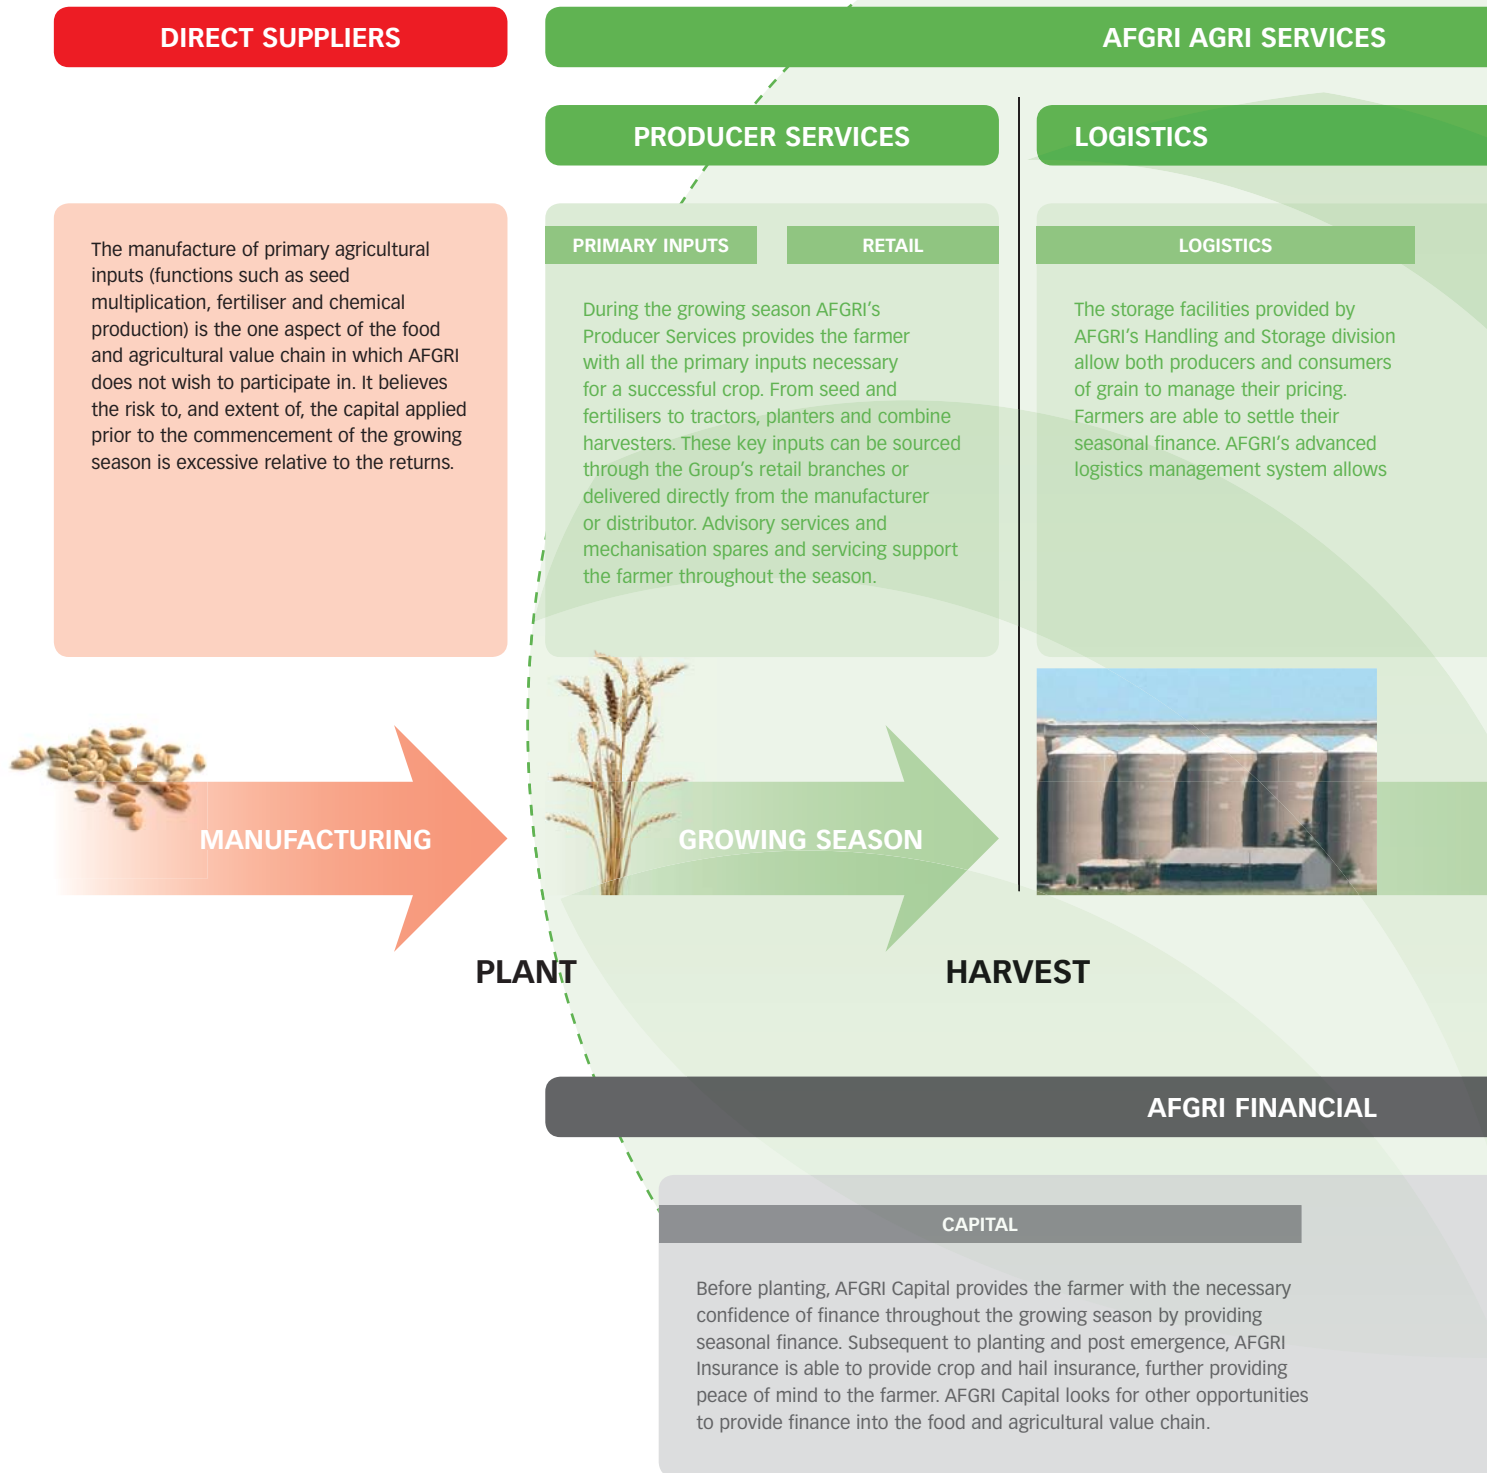 DIRECT SUPPLIERS
AFGRI AGRI SERVICES
PRODUCER SERVICES
LOGISTICS
The manufacture of primary agricultural
inputs (functions such as seed
multiplication, fertiliser and chemical
production) is the one aspect of the food
and agricultural value chain in which AFGRI
does not wish to participate in. It believes
the risk to, and extent of, the capital applied
prior to the commencement of the growing
season is excessive relative to the returns.
PRIMARY INPUTS
RETAIL
During the growing season AFGRI's
Producer Services provides the farmer
with all the primary inputs necessary
for a successful crop. From seed and
fertilisers to tractors, planters and combine
harvesters. These key inputs can be sourced
through the Group's retail branches or
delivered directly from the manufacturer
or distributor. Advisory services and
mechanisation spares and servicing support
the farmer throughout the season.
LOGISTICS
The storage facilities provided by
AFGRI's Handling and Storage division
allow both producers and consumers
of grain to manage their pricing.
Farmers are able to settle their
seasonal finance. AFGRI's advanced
logistics management system allows
MANUFACTURING
GROWING SEASON
PLANT
HARVEST
AFGRI FINANCIAL
CAPITAL
Before planting, AFGRI Capital provides the farmer with the necessary
confidence of finance throughout the growing season by providing
seasonal finance. Subsequent to planting and post emergence, AFGRI
Insurance is able to provide crop and hail insurance, further providing
peace of mind to the farmer. AFGRI Capital looks for other opportunities
to provide finance into the food and agricultural value chain.